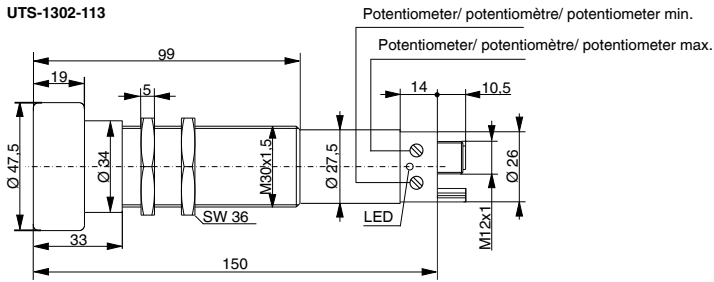 UTS-1302-113
Potentiometer/ potentiomètre/ potentiometer min.
Potentiometer/ potentiomètre/ potentiometer max.
99
19
5
14
10,5
Ø 47,5
Ø 34
M30x1,5
Ø 27,5
Ø 26
M12x1
SW 36
LED
33
150